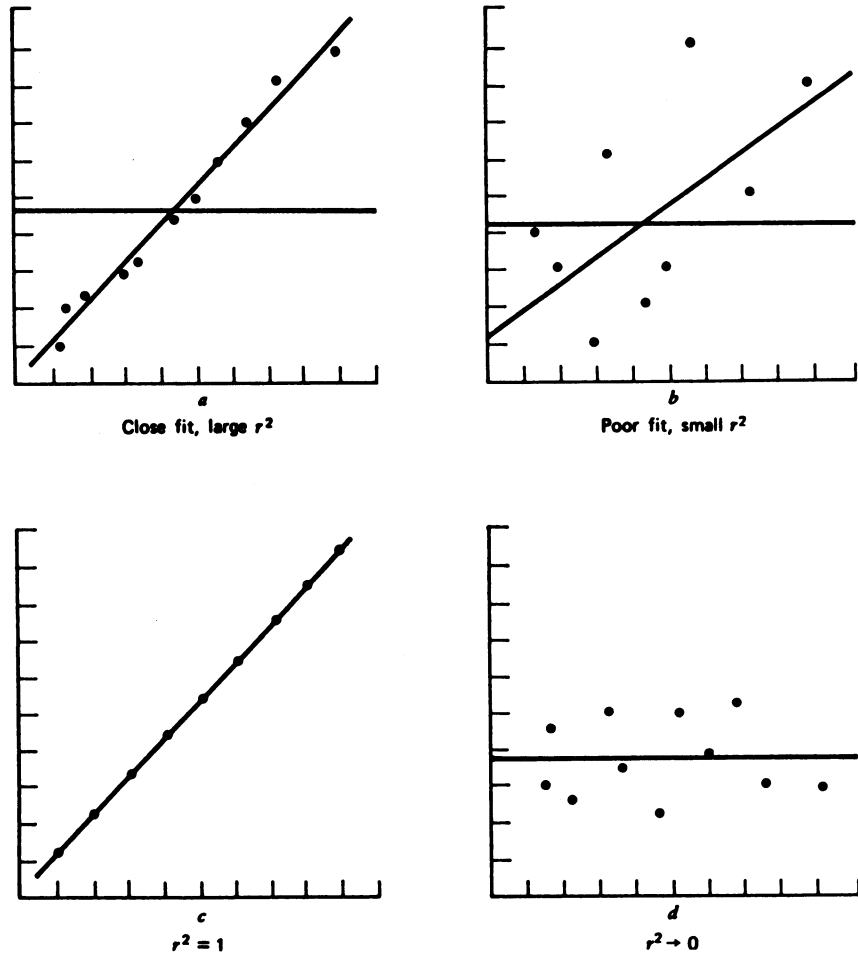 a
Close fit, large r²
b
Poor fit, small r²
c
r² = 1
d
r² → 0